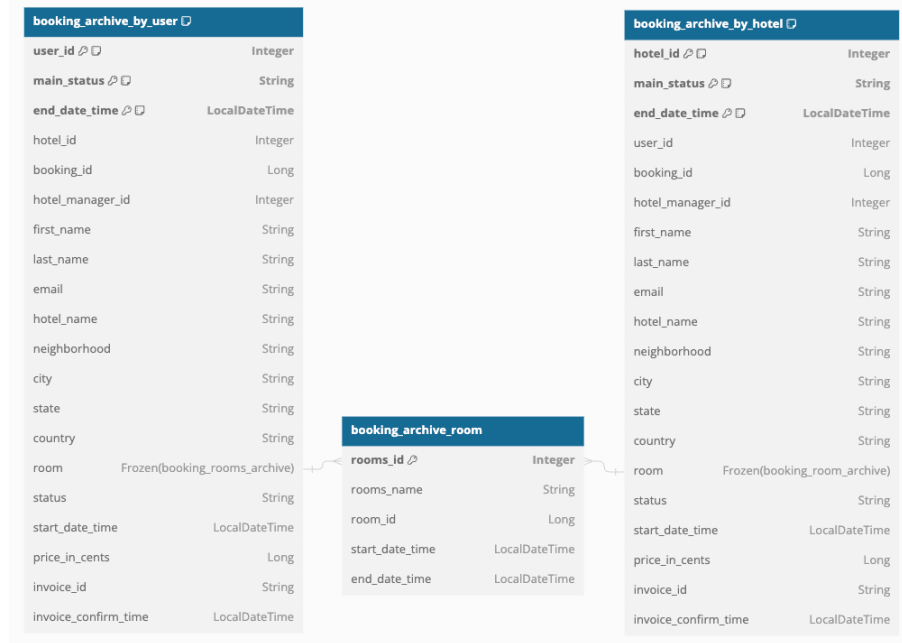 booking_archive_by_user
user_id Integer
main_status String
end_date_time LocalDateTime
hotel_id Integer
booking_id Long
hotel_manager_id Integer
first_name String
last_name String
email String
hotel_name String
neighborhood String
city String
state String
country String
room Frozen(booking_rooms_archive)
status String
start_date_time LocalDateTime
price_in_cents Long
invoice_id String
invoice_confirm_time LocalDateTime
booking_archive_room
rooms_id Integer
rooms_name String
room_id Long
start_date_time LocalDateTime
end_date_time LocalDateTime
booking_archive_by_hotel
hotel_id Integer
main_status String
end_date_time LocalDateTime
user_id Integer
booking_id Long
hotel_manager_id Integer
first_name String
last_name String
email String
hotel_name String
neighborhood String
city String
state String
country String
room Frozen(booking_room_archive)
status String
start_date_time LocalDateTime
price_in_cents Long
invoice_id String
invoice_confirm_time LocalDateTime